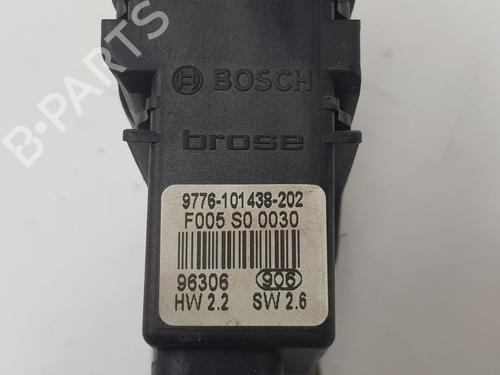 B-PARTS
BOSCH
brose
9776-101438-202
F005 S0 0030
96306 906
HW 2.2 SW 2.6